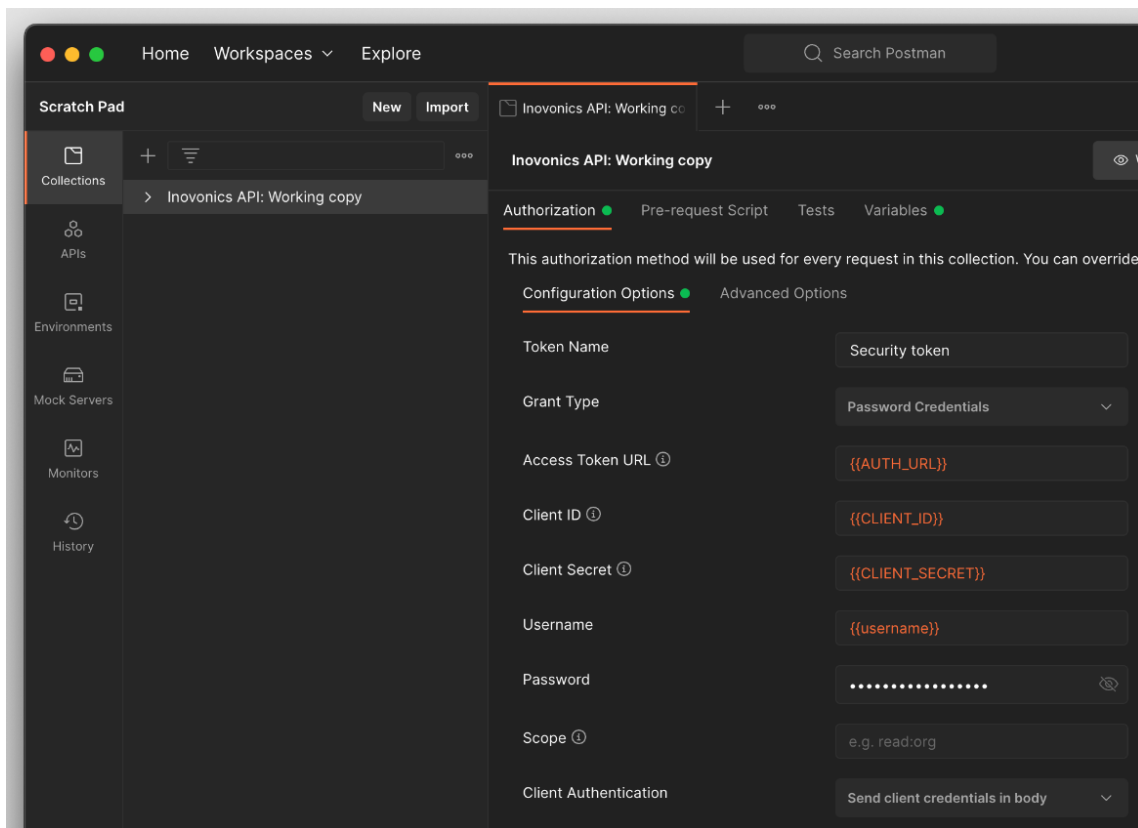 Home Workspaces Explore Search Postman
Scratch Pad New Import Inovonics API: Working co
Collections
Inovonics API: Working copy
APIs
Environments
Mock Servers
Monitors
History
Inovonics API: Working copy
Authorization Pre-request Script Tests Variables
This authorization method will be used for every request in this collection. You can override
Configuration Options Advanced Options
Token Name Security token
Grant Type Password Credentials
Access Token URL {{AUTH_URL}}
Client ID {{CLIENT_ID}}
Client Secret {{CLIENT_SECRET}}
Username {{username}}
Password •••••••••••••••••
Scope e.g. read:org
Client Authentication Send client credentials in body